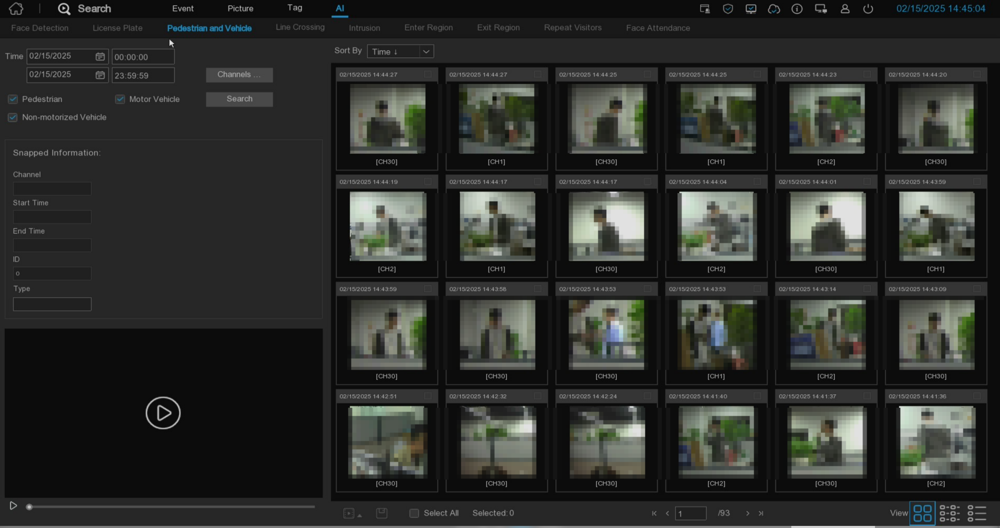 Search
Event
Picture
Tag
AI
02/15/2025 14:45:04
Face Detection
License Plate
Pedestrian and Vehicle
Line Crossing
Intrusion
Enter Region
Exit Region
Repeat Visitors
Face Attendance
Time
02/15/2025
00:00:00
02/15/2025
23:59:59
Channels ...
Pedestrian
Motor Vehicle
Search
Non-motorized Vehicle
Snapped Information:
Channel
Start Time
End Time
ID
0
Type
Sort By
Time ↓
02/15/2025 14:44:27
02/15/2025 14:44:27
02/15/2025 14:44:25
02/15/2025 14:44:25
02/15/2025 14:44:23
02/15/2025 14:44:20
[CH30]
[CH1]
[CH30]
[CH1]
[CH2]
[CH30]
02/15/2025 14:44:19
02/15/2025 14:44:17
02/15/2025 14:44:17
02/15/2025 14:44:04
02/15/2025 14:44:01
02/15/2025 14:43:59
[CH2]
[CH1]
[CH30]
[CH2]
[CH30]
[CH1]
02/15/2025 14:43:59
02/15/2025 14:43:58
02/15/2025 14:43:53
02/15/2025 14:43:53
02/15/2025 14:43:14
02/15/2025 14:43:09
[CH30]
[CH30]
[CH30]
[CH1]
[CH2]
[CH30]
02/15/2025 14:42:51
02/15/2025 14:42:32
02/15/2025 14:42:24
02/15/2025 14:41:40
02/15/2025 14:41:37
02/15/2025 14:41:36
[CH30]
[CH30]
[CH30]
[CH2]
[CH30]
[CH2]
Select All
Selected: 0
1
/93
View